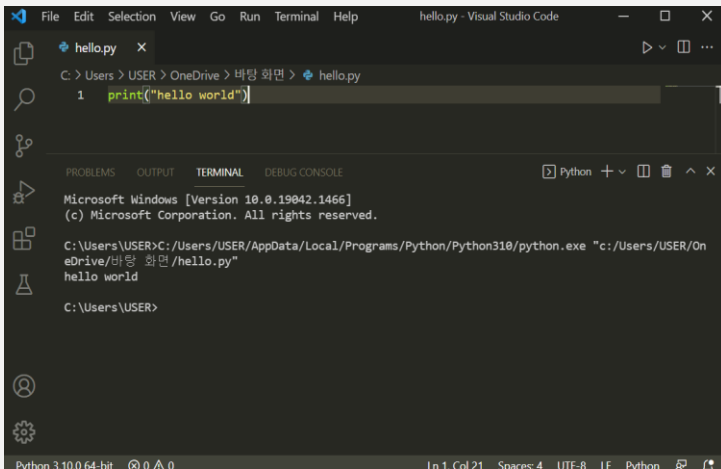 File Edit Selection View Go Run Terminal Help hello.py - Visual Studio Code
hello.py
C: > Users > USER > OneDrive > 바탕 화면 > hello.py
1 print("hello world")
PROBLEMS OUTPUT TERMINAL DEBUG CONSOLE Python
Microsoft Windows [Version 10.0.19042.1466]
(c) Microsoft Corporation. All rights reserved.
C:\Users\USER>C:/Users/USER/AppData/Local/Programs/Python/Python310/python.exe "c:/Users/USER/On
eDrive/바탕 화면/hello.py"
hello world
C:\Users\USER>
Python 3.10.0 64-bit 0 0 Ln 1, Col 21 Spaces: 4 UTF-8 LF Python